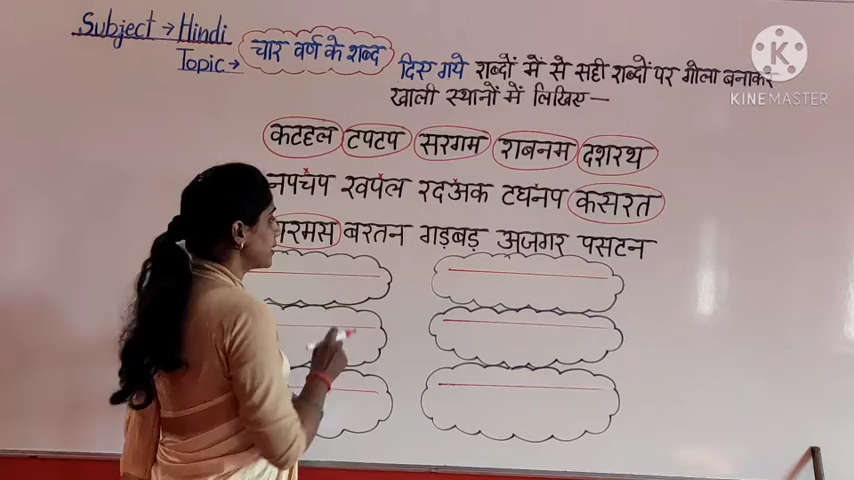 Subject → Hindi
Topic → चार वर्ण के शब्द
दिए गये शब्दों में से सही शब्दों पर गोला बनाकर
खाली स्थानों में लिखिए —
कटहल टपटप सरगम शबनम दशरथ
नपचप खपल रदअक टघनप कसरत
रमस बरतन गड़बड़ अजगर पसटन
K
KINEMASTER